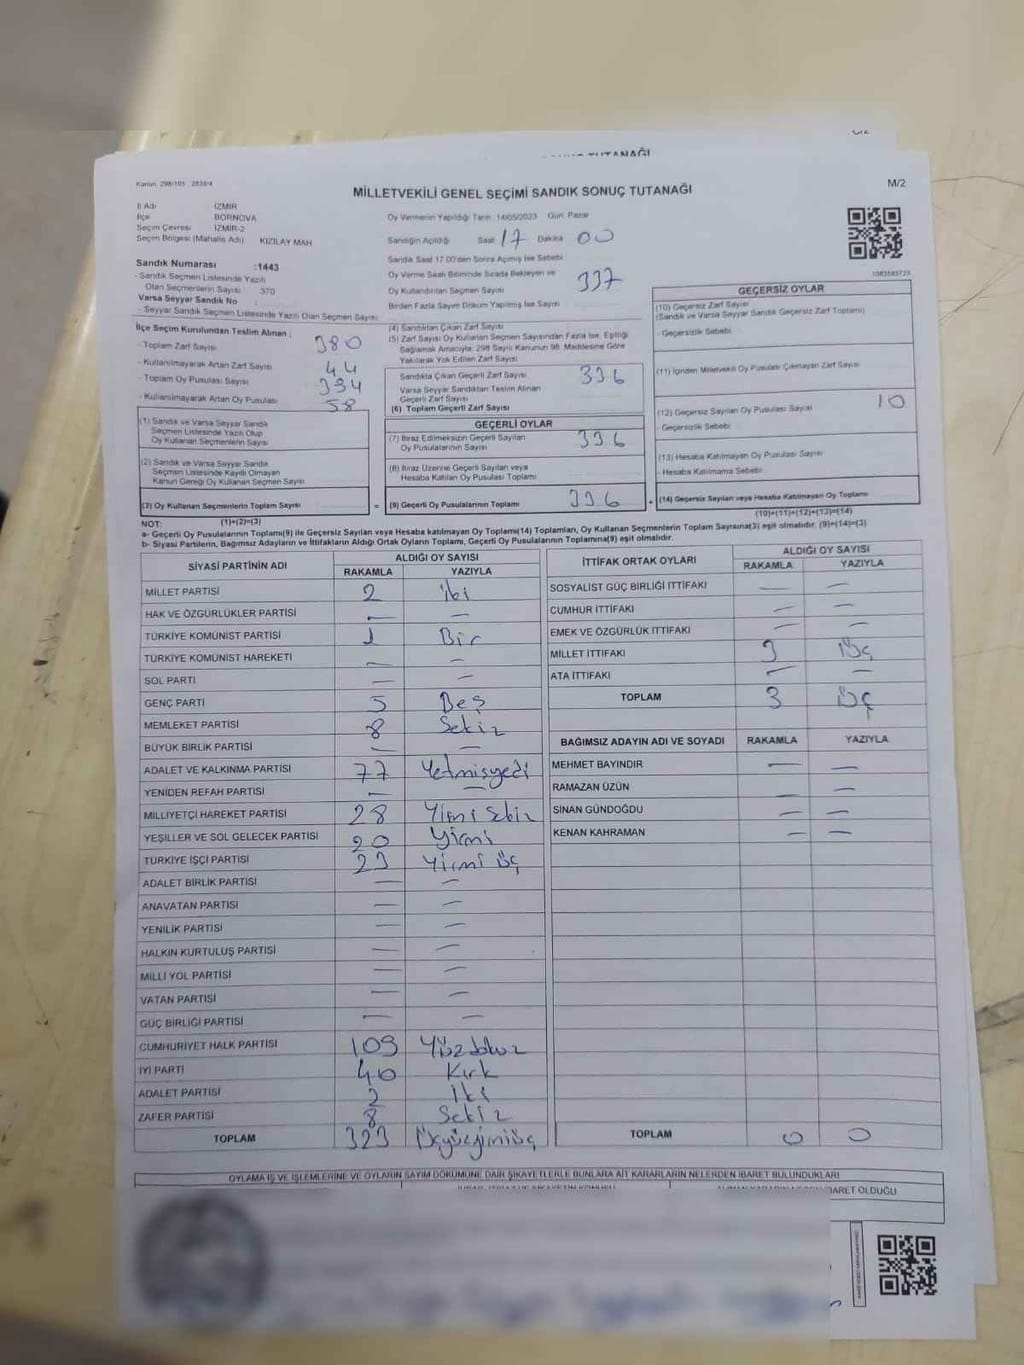 TUTANAĞI
Kanun: 298/105 , 2839/4
MİLLETVEKİLİ GENEL SEÇİMİ SANDIK SONUÇ TUTANAĞI
M/2
İl Adı İZMİR
İlçe BORNOVA
Seçim Çevresi İZMİR-2
Seçim Bölgesi (Mahalle Adı) KIZILAY MAH
Sandık Numarası :1443
- Sandık Seçmen Listesinde Yazılı
Olan Seçmenlerin Sayısı 370
Varsa Seyyar Sandık No
- Seyyar Sandık Seçmen Listesinde Yazılı Olan Seçmen Sayısı
Oy Vermenin Yapıldığı Tarih 14/05/2023 Gün Pazar
Sandığın Açıldığı Saat 17 Dakika 00
Sandık Saat 17.00'den Sonra Açılmış İse Sebebi
Oy Verme Saati Bitiminde Sırada Bekleyen ve
Oy Kullandırılan Seçmen Sayısı 337
Birden Fazla Sayım Döküm Yapılmış İse Sayısı
İlçe Seçim Kurulundan Teslim Alınan ;
- Toplam Zarf Sayısı 380
- Kullanılmayarak Artan Zarf Sayısı 44
- Toplam Oy Pusulası Sayısı 394
- Kullanılmayarak Artan Oy Pusulası 58
(1) Sandık ve Varsa Seyyar Sandık
Seçmen Listesinde Yazılı Olup
Oy Kullanan Seçmenlerin Sayısı
(2) Sandık ve Varsa Seyyar Sandık
Seçmen Listesinde Kayıtlı Olmayan
Kanun Gereği Oy Kullanan Seçmen Sayısı
(3) Oy Kullanan Seçmenlerin Toplam Sayısı =
(1)+(2)=(3)
(4) Sandıktan Çıkan Zarf Sayısı
(5) Zarf Sayısı Oy Kullanan Seçmen Sayısından Fazla İse, Eşitliği
Sağlamak Amacıyla; 298 Sayılı Kanunun 98. Maddesine Göre
Yakılarak Yok Edilen Zarf Sayısı
Sandıkta Çıkan Geçerli Zarf Sayısı 336
Varsa Seyyar Sandıktan Teslim Alınan
Geçerli Zarf Sayısı
(6) Toplam Geçerli Zarf Sayısı
GEÇERLİ OYLAR
(7) İtiraz Edilmeksizin Geçerli Sayılan
Oy Pusulalarının Sayısı 336
(8) İtiraz Üzerine Geçerli Sayılan veya
Hesaba Katılan Oy Pusulası Toplamı
(9) Geçerli Oy Pusulalarının Toplamı 336 +
GEÇERSİZ OYLAR
(10) Geçersiz Zarf Sayısı
(Sandık ve Varsa Seyyar Sandık Geçersiz Zarf Toplamı)
- Geçersizlik Sebebi
(11) İçinden Milletvekili Oy Pusulası Çıkmayan Zarf Sayısı
(12) Geçersiz Sayılan Oy Pusulası Sayısı 10
- Geçersizlik Sebebi
(13) Hesaba Katılmayan Oy Pusulası Sayısı
- Hesaba Katılmama Sebebi
(14) Geçersiz Sayılan veya Hesaba Katılmayan Oy Toplamı
(10)+(11)+(12)+(13)=(14)
NOT:
a- Geçerli Oy Pusulalarının Toplamı(9) ile Geçersiz Sayılan veya Hesaba katılmayan Oy Toplamı(14) Toplamları, Oy Kullanan Seçmenlerin Toplam Sayısına(3) eşit olmalıdır. (9)+(14)=(3)
b- Siyasi Partilerin, Bağımsız Adayların ve İttifakların Aldığı Ortak Oyların Toplamı, Geçerli Oy Pusulalarının Toplamına(9) eşit olmalıdır.
SİYASİ PARTİNİN ADI ALDIĞI OY SAYISI
RAKAMLA YAZIYLA
MİLLET PARTİSİ 2 iki
HAK VE ÖZGÜRLÜKLER PARTİSİ — —
TÜRKİYE KOMÜNİST PARTİSİ 1 Bir
TÜRKİYE KOMÜNİST HAREKETİ — —
SOL PARTİ — —
GENÇ PARTİ 5 Beş
MEMLEKET PARTİSİ 8 Sekiz
BÜYÜK BİRLİK PARTİSİ — —
ADALET VE KALKINMA PARTİSİ 77 Yetmişyedi
YENİDEN REFAH PARTİSİ — —
MİLLİYETÇİ HAREKET PARTİSİ 28 Yirmi Sekiz
YEŞİLLER VE SOL GELECEK PARTİSİ 20 Yirmi
TÜRKİYE İŞÇİ PARTİSİ 23 Yirmi üç
ADALET BİRLİK PARTİSİ — —
ANAVATAN PARTİSİ — —
YENİLİK PARTİSİ — —
HALKIN KURTULUŞ PARTİSİ — —
MİLLİ YOL PARTİSİ — —
VATAN PARTİSİ — —
GÜÇ BİRLİĞİ PARTİSİ — —
CUMHURİYET HALK PARTİSİ 109 Yüzdokuz
İYİ PARTİ 40 Kırk
ADALET PARTİSİ 2 İki
ZAFER PARTİSİ 8 Sekiz
TOPLAM 323 Üçyüzyirmiüç
İTTİFAK ORTAK OYLARI ALDIĞI OY SAYISI
RAKAMLA YAZIYLA
SOSYALİST GÜÇ BİRLİĞİ İTTİFAKI — —
CUMHUR İTTİFAKI — —
EMEK VE ÖZGÜRLÜK İTTİFAKI — —
MİLLET İTTİFAKI 3 Üç
ATA İTTİFAKI — —
TOPLAM 3 Üç
BAĞIMSIZ ADAYIN ADI VE SOYADI RAKAMLA YAZIYLA
MEHMET BAYINDIR — —
RAMAZAN ÜZÜN — —
SİNAN GÜNDOĞDU — —
KENAN KAHRAMAN — —
TOPLAM 0 0
OYLAMA İŞ VE İŞLEMLERİNE VE OYLARIN SAYIM DÖKÜMÜNE DAİR ŞİKAYETLERLE BUNLARA AİT KARARLARIN NELERDEN İBARET BULUNDUKLARI
İBARET OLDUĞU